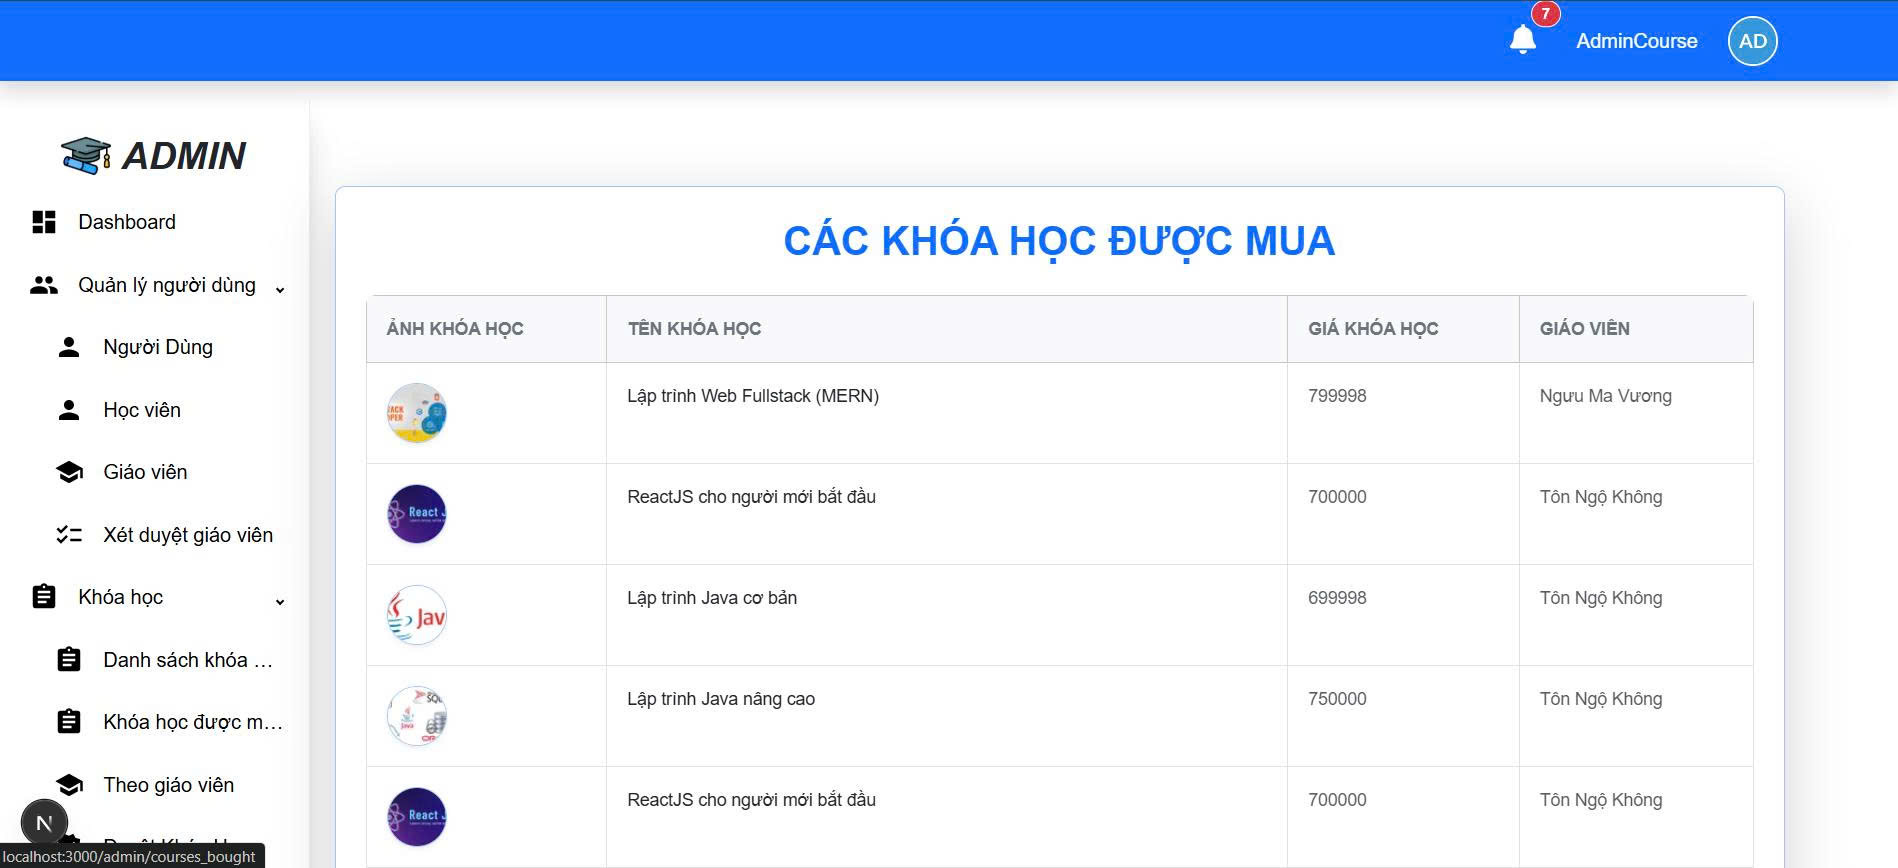 7
AdminCourse
AD
ADMIN
Dashboard
Quản lý người dùng
Người Dùng
Học viên
Giáo viên
Xét duyệt giáo viên
Khóa học
Danh sách khóa ...
Khóa học được m...
Theo giáo viên
N
localhost:3000/admin/courses_bought
CÁC KHÓA HỌC ĐƯỢC MUA
ẢNH KHÓA HỌC TÊN KHÓA HỌC GIÁ KHÓA HỌC GIÁO VIÊN
Lập trình Web Fullstack (MERN) 799998 Ngưu Ma Vương
React J ReactJS cho người mới bắt đầu 700000 Tôn Ngộ Không
Jav Lập trình Java cơ bản 699998 Tôn Ngộ Không
Lập trình Java nâng cao 750000 Tôn Ngộ Không
React J ReactJS cho người mới bắt đầu 700000 Tôn Ngộ Không